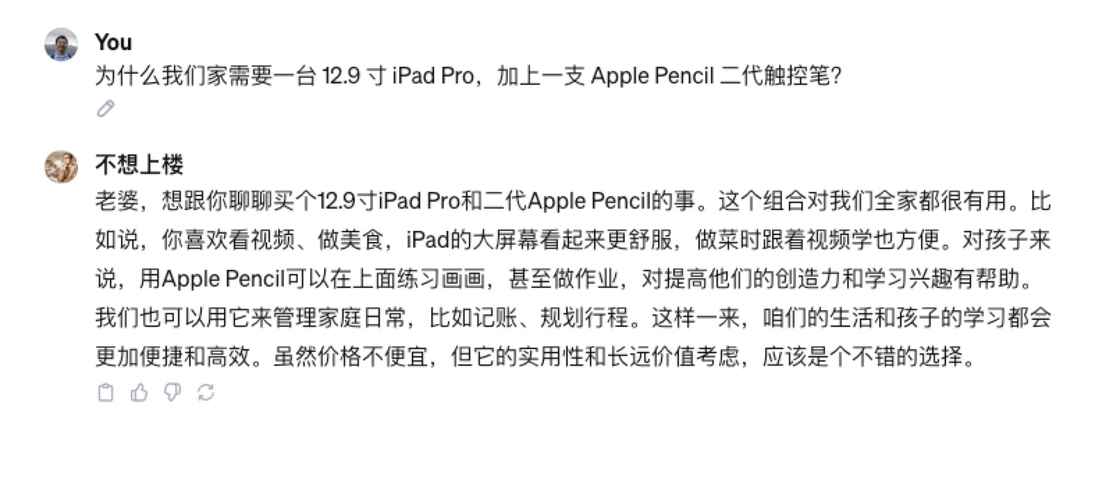 You
为什么我们家需要一台 12.9 寸 iPad Pro，加上一支 Apple Pencil 二代触控笔?
不想上楼
老婆，想跟你聊聊买个12.9寸iPad Pro和二代Apple Pencil的事。这个组合对我们全家都很有用。比
如说，你喜欢看视频、做美食，iPad的大屏幕看起来更舒服，做菜时跟着视频学也方便。对孩子来
说，用Apple Pencil可以在上面练习画画，甚至做作业，对提高他们的创造力和学习兴趣有帮助。
我们也可以用它来管理家庭日常，比如记账、规划行程。这样一来，咱们的生活和孩子的学习都会
更加便捷和高效。虽然价格不便宜，但它的实用性和长远价值考虑，应该是个不错的选择。